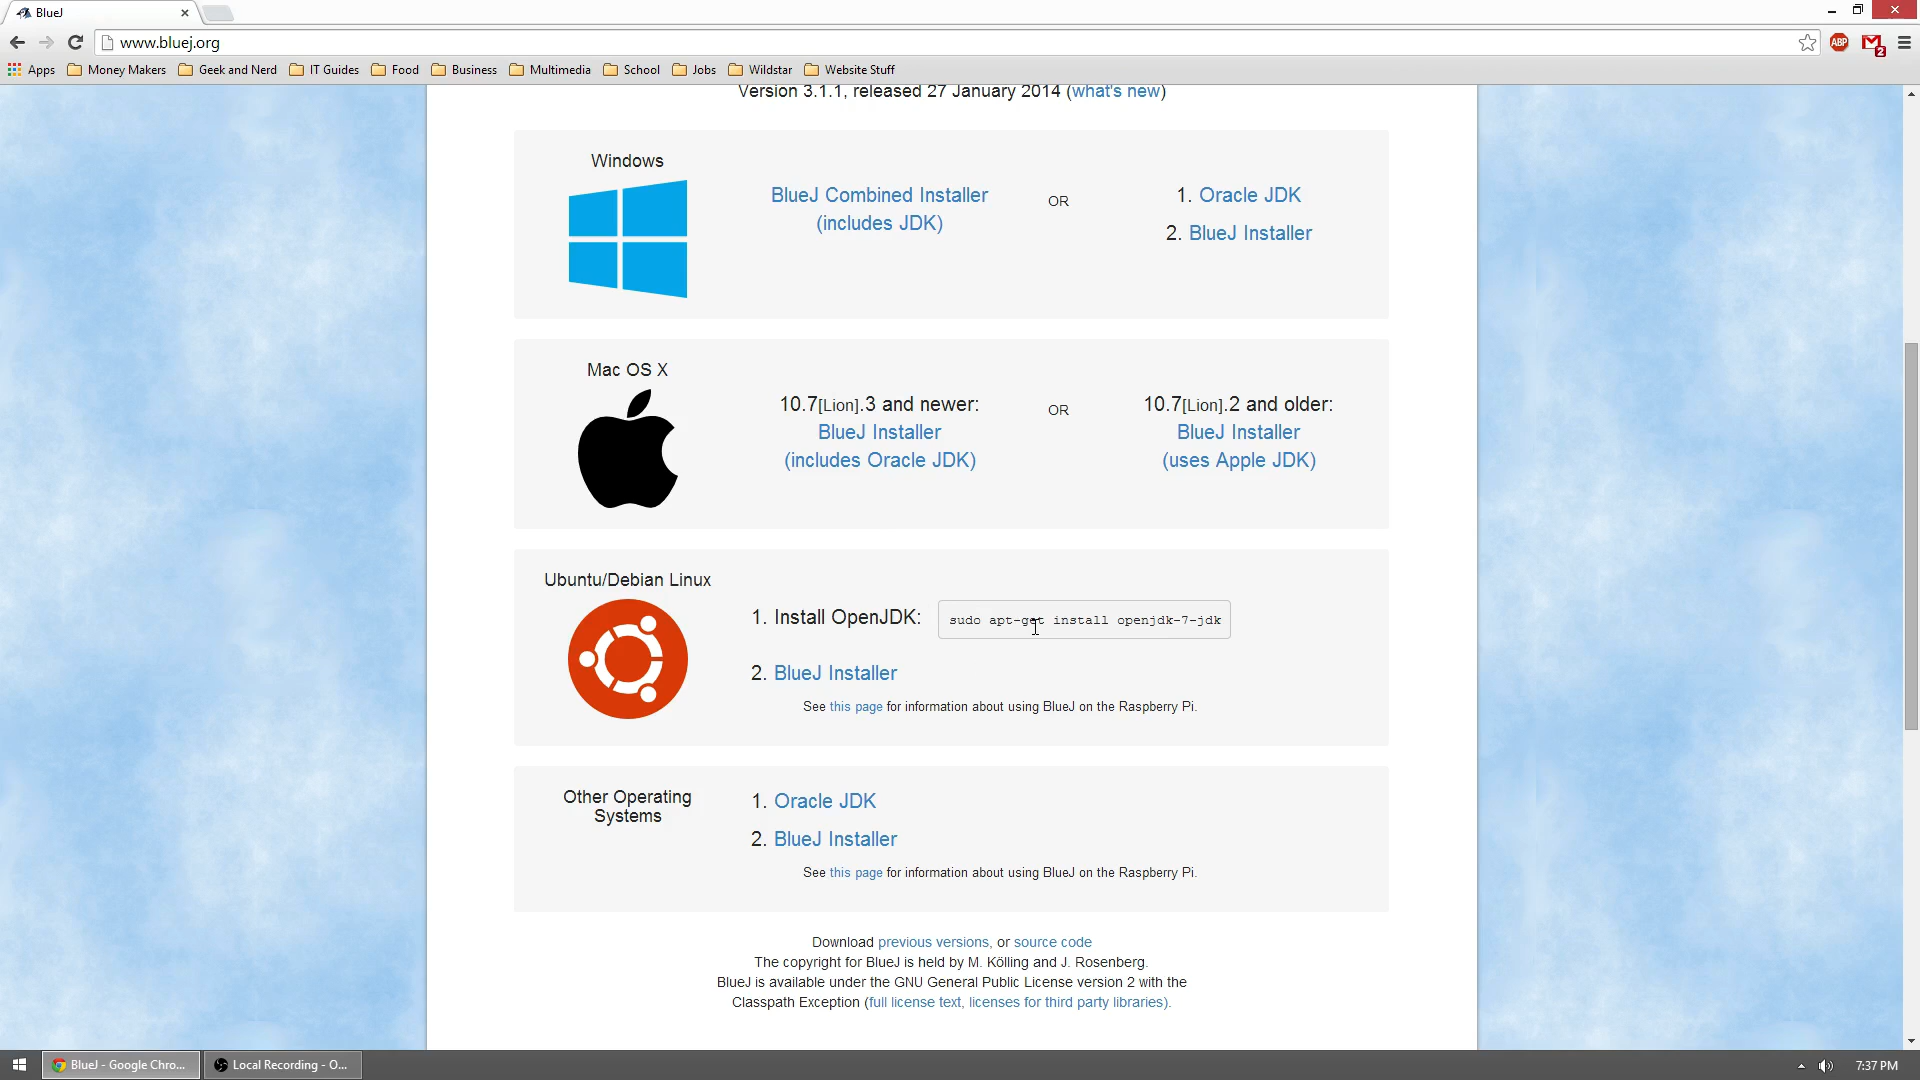 BlueJ
www.bluej.org
Apps Money Makers Geek and Nerd IT Guides Food Business Multimedia School Jobs Wildstar Website Stuff
ABP
2
Version 3.1.1, released 27 January 2014 (what's new)
Windows
BlueJ Combined Installer
(includes JDK)
OR
1. Oracle JDK
2. BlueJ Installer
Mac OS X
10.7[Lion].3 and newer:
BlueJ Installer
(includes Oracle JDK)
OR
10.7[Lion].2 and older:
BlueJ Installer
(uses Apple JDK)
Ubuntu/Debian Linux
1. Install OpenJDK: sudo apt-get install openjdk-7-jdk
2. BlueJ Installer
See this page for information about using BlueJ on the Raspberry Pi.
Other Operating
Systems
1. Oracle JDK
2. BlueJ Installer
See this page for information about using BlueJ on the Raspberry Pi.
Download previous versions, or source code
The copyright for BlueJ is held by M. Kölling and J. Rosenberg.
BlueJ is available under the GNU General Public License version 2 with the
Classpath Exception (full license text, licenses for third party libraries).
BlueJ - Google Chro...
Local Recording - O...
7:37 PM